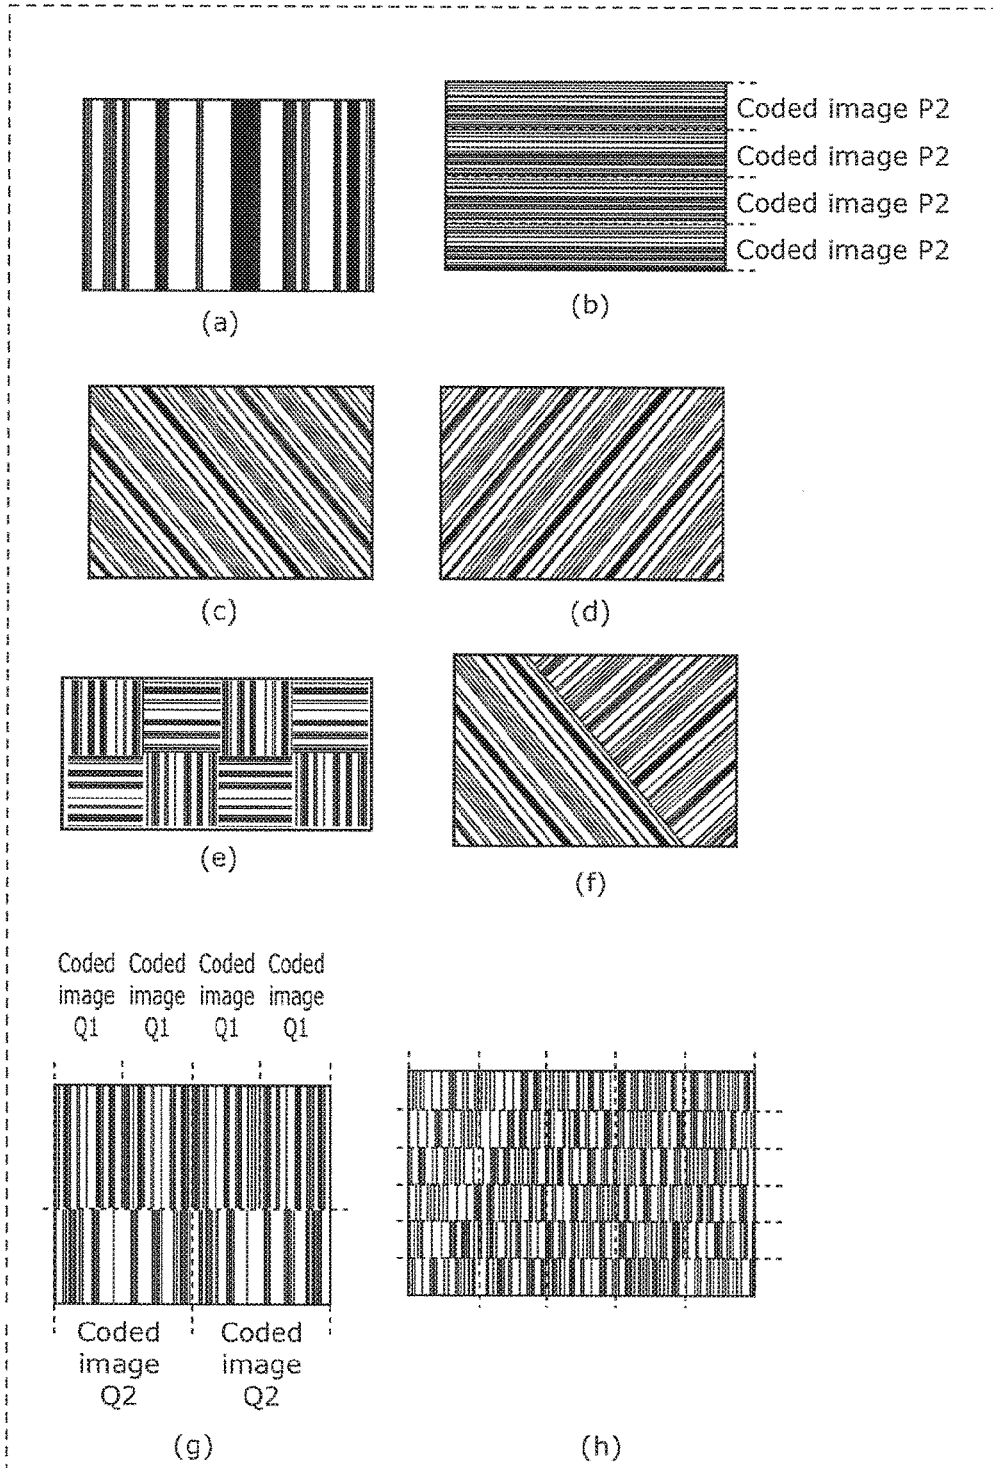 Coded image P2
Coded image P2
Coded image P2
Coded image P2
(a)
(b)
(c)
(d)
(e)
(f)
Coded Coded Coded Coded
image image image image
Q1 Q1 Q1 Q1
Coded Coded
image image
Q2 Q2
(g)
(h)